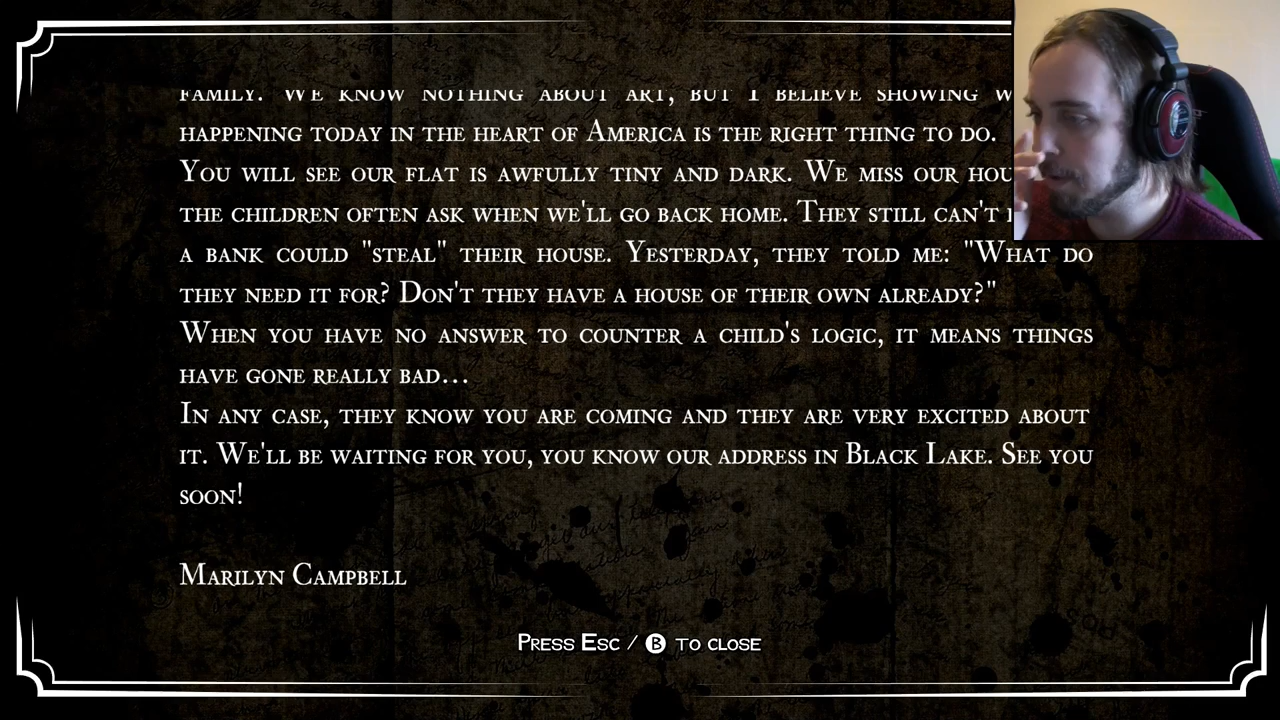 FAMILY. WE KNOW NOTHING ABOUT ART, BUT I BELIEVE SHOWING
HAPPENING TODAY IN THE HEART OF AMERICA IS THE RIGHT THING TO DO.
YOU WILL SEE OUR FLAT IS AWFULLY TINY AND DARK. WE MISS OUR
THE CHILDREN OFTEN ASK WHEN WE'LL GO BACK HOME. THEY STILL CAN'T
A BANK COULD "STEAL" THEIR HOUSE. YESTERDAY, THEY TOLD ME: "WHAT DO
THEY NEED IT FOR? DON'T THEY HAVE A HOUSE OF THEIR OWN ALREADY?"
WHEN YOU HAVE NO ANSWER TO COUNTER A CHILD'S LOGIC, IT MEANS THINGS
HAVE GONE REALLY BAD...
IN ANY CASE, THEY KNOW YOU ARE COMING AND THEY ARE VERY EXCITED ABOUT
IT. WE'LL BE WAITING FOR YOU, YOU KNOW OUR ADDRESS IN BLACK LAKE. SEE YOU
SOON!
MARILYN CAMPBELL
PRESS ESC / B TO CLOSE